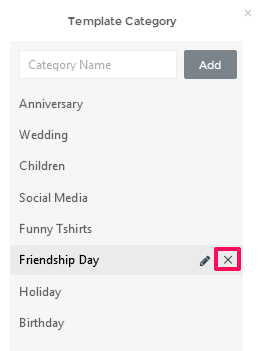 Template Category
Category Name
Add
Anniversary
Wedding
Children
Social Media
Funny Tshirts
Friendship Day
Holiday
Birthday